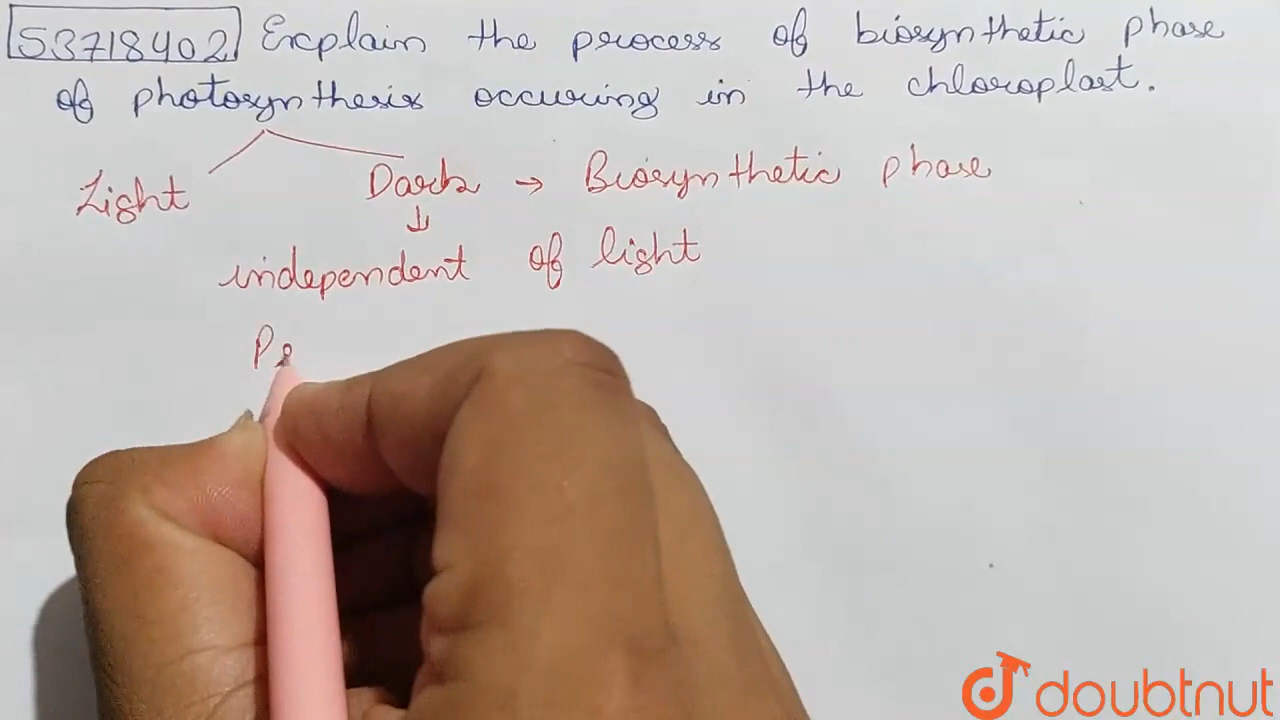 53718402 Explain the process of biosynthetic phase
of photosynthesis occuring in the chloroplast.
Light
Dark → Biosynthetic phase
↓
independent of light
doubtnut